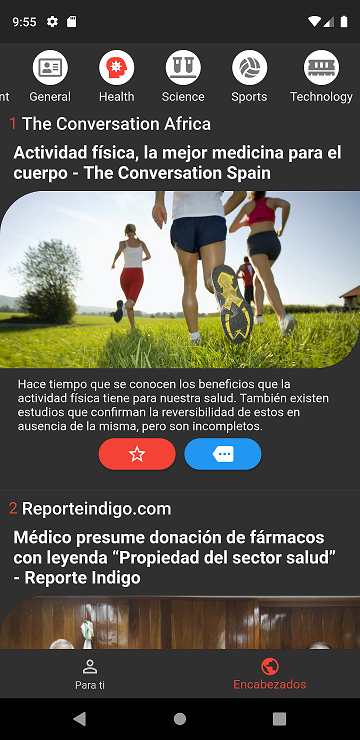 9:55
nt General Health Science Sports Technology
1 The Conversation Africa
Actividad física, la mejor medicina para el
cuerpo - The Conversation Spain
Hace tiempo que se conocen los beneficios que la
actividad física tiene para nuestra salud. También existen
estudios que confirman la reversibilidad de estos en
ausencia de la misma, pero son incompletos.
2 Reporteindigo.com
Médico presume donación de fármacos
con leyenda “Propiedad del sector salud”
- Reporte Indigo
Para ti Encabezados